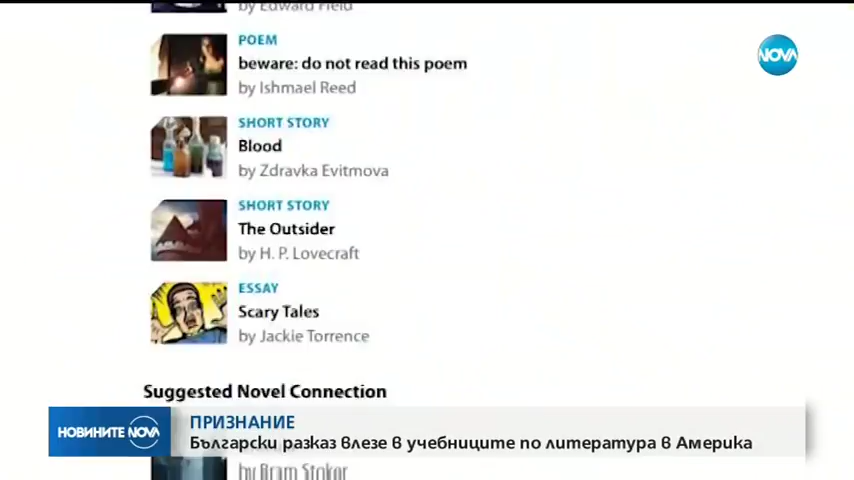 by Edward Field
POEM
beware: do not read this poem
by Ishmael Reed
SHORT STORY
Blood
by Zdravka Evitmova
SHORT STORY
The Outsider
by H. P. Lovecraft
ESSAY
Scary Tales
by Jackie Torrence
Suggested Novel Connection
by Bram Stoker
NOVA
НОВИНИТЕ NOVA
ПРИЗНАНИЕ
Български разказ влезе в учебниците по литература в Америка